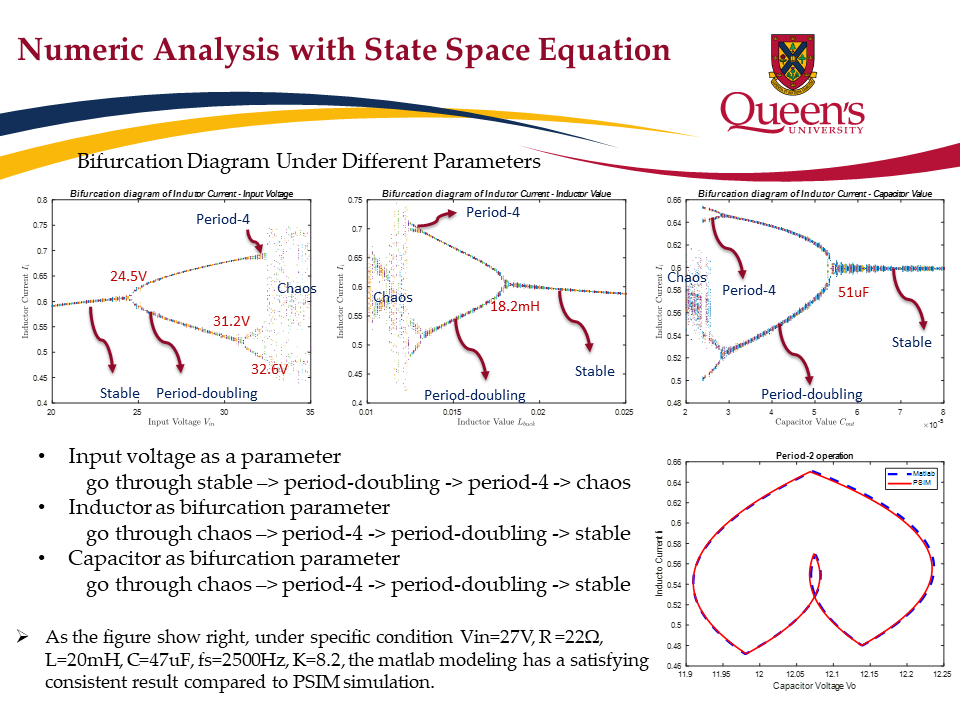 Numeric Analysis with State Space Equation
Queen's
UNIVERSITY
Bifurcation Diagram Under Different Parameters
Bifurcation diagram of Indutor Current - Input Voltage
0.8
0.75
0.7
0.65
0.6
0.55
0.5
0.45
0.4
Inductor Current I_L
Period-4
24.5V
Chaos
31.2V
32.6V
Stable
Period-doubling
20
25
30
35
Input Voltage V_in
Bifurcation diagram of Indutor Current - Inductor Value
0.75
0.7
0.65
0.6
0.55
0.5
0.45
0.4
Inductor Current I_L
Period-4
Chaos
18.2mH
Stable
Period-doubling
0.01
0.015
0.02
0.025
Inductor Value L_buck
Bifurcation diagram of Indutor Current - Capacitor Value
0.66
0.64
0.62
0.6
0.58
0.56
0.54
0.52
0.5
0.48
Inductor Current I_L
Chaos
Period-4
51uF
Stable
Period-doubling
2
3
4
5
6
7
8
×10^-5
Capacitor Value C_out
• Input voltage as a parameter
go through stable –> period-doubling -> period-4 -> chaos
• Inductor as bifurcation parameter
go through chaos –> period-4 -> period-doubling -> stable
• Capacitor as bifurcation parameter
go through chaos –> period-4 -> period-doubling -> stable
➢ As the figure show right, under specific condition Vin=27V, R =22Ω,
L=20mH, C=47uF, fs=2500Hz, K=8.2, the matlab modeling has a satisfying
consistent result compared to PSIM simulation.
Period-2 operation
Matlab
PSIM
0.66
0.64
0.62
0.6
0.58
0.56
0.54
0.52
0.5
0.48
0.46
Inducto Current I
11.9
11.95
12
12.05
12.1
12.15
12.2
12.25
Capacitor Voltage Vo